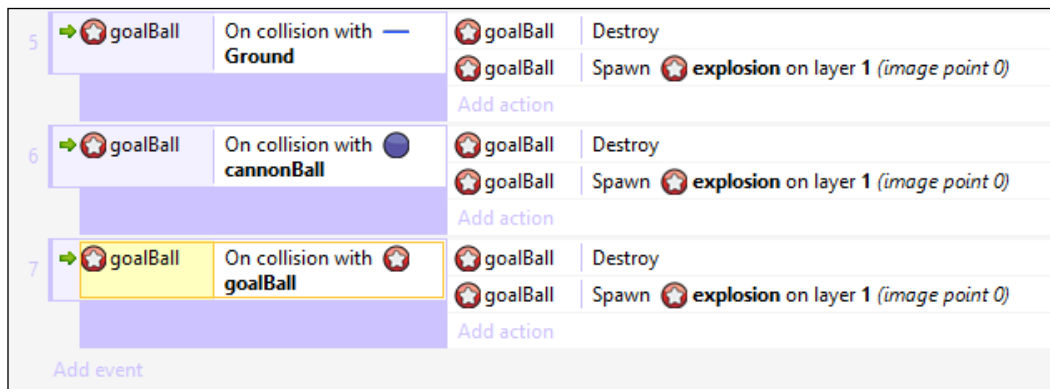 5 goalBall On collision with Ground goalBall Destroy
goalBall Spawn explosion on layer 1 (image point 0)
Add action
6 goalBall On collision with cannonBall goalBall Destroy
goalBall Spawn explosion on layer 1 (image point 0)
Add action
7 goalBall On collision with goalBall goalBall Destroy
goalBall Spawn explosion on layer 1 (image point 0)
Add action
Add event